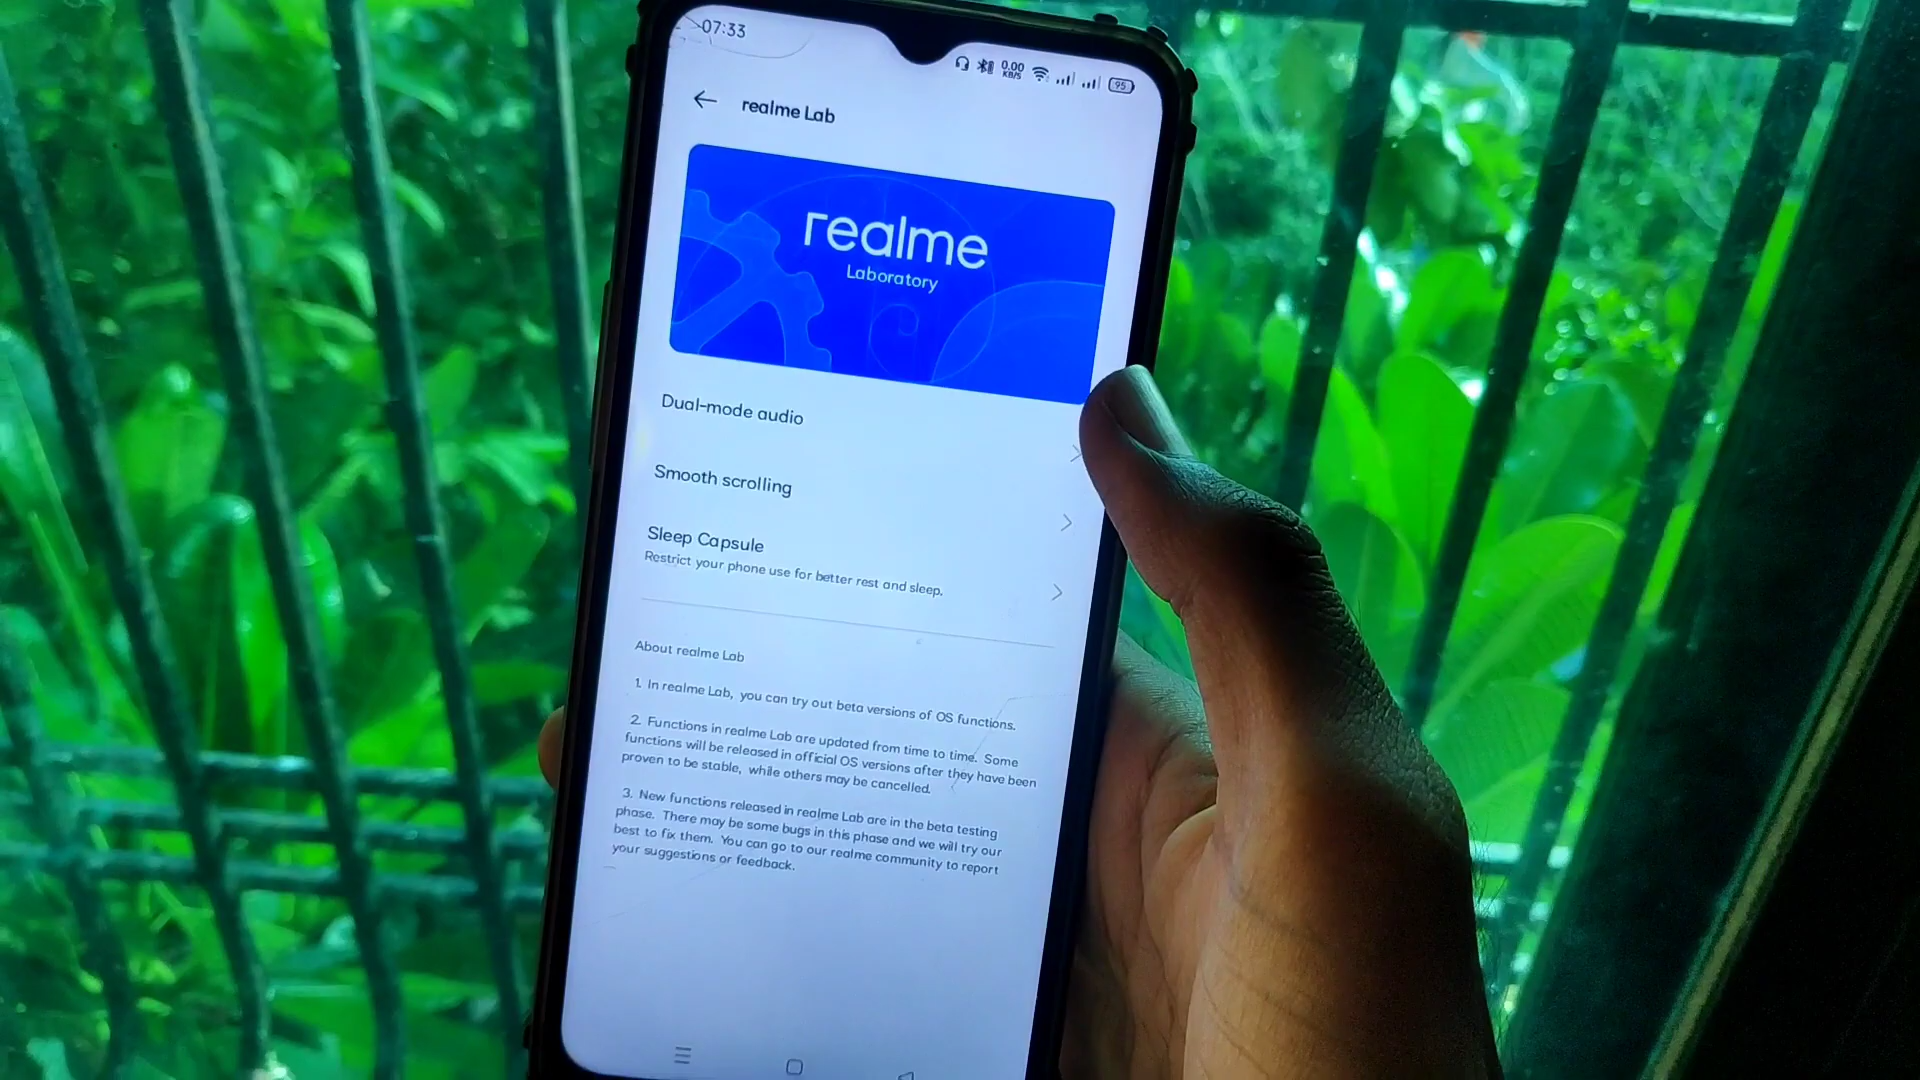 07:33
0.00
KB/S
95
realme Lab
realme
Laboratory
Dual-mode audio
Smooth scrolling
Sleep Capsule
Restrict your phone use for better rest and sleep.
About realme Lab
1. In realme Lab, you can try out beta versions of OS functions.
2. Functions in realme Lab are updated from time to time. Some
functions will be released in official OS versions after they have been
proven to be stable, while others may be cancelled.
3. New functions released in realme Lab are in the beta testing
phase. There may be some bugs in this phase and we will try our
best to fix them. You can go to our realme community to report
your suggestions or feedback.